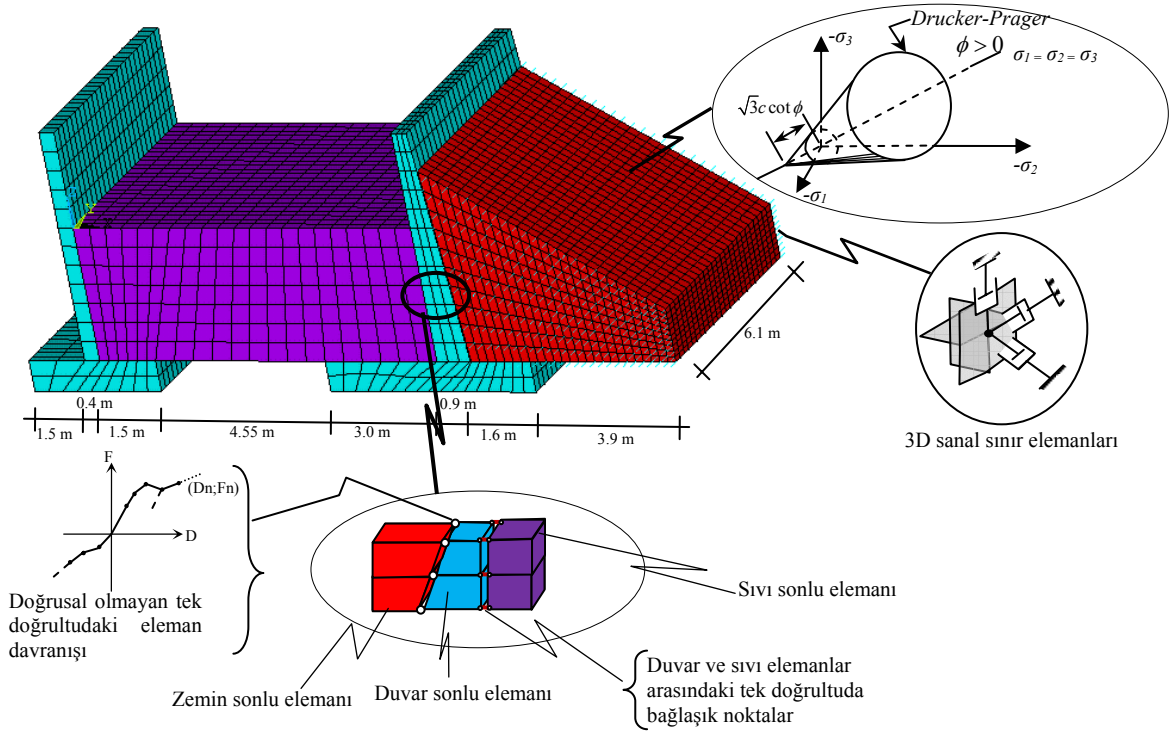 Drucker-Prager
ϕ > 0
σ1 = σ2 = σ3
-σ3
√3c cot ϕ
-σ2
-σ1
Y
6.1 m
3D sanal sınır elemanları
0.4 m
0.9 m
1.5 m
1.5 m
4.55 m
3.0 m
1.6 m
3.9 m
F
(Dn;Fn)
D
Doğrusal olmayan tek
doğrultudaki eleman
davranışı
Sıvı sonlu elemanı
Zemin sonlu elemanı
Duvar sonlu elemanı
Duvar ve sıvı elemanlar
arasındaki tek doğrultuda
bağlaşık noktalar